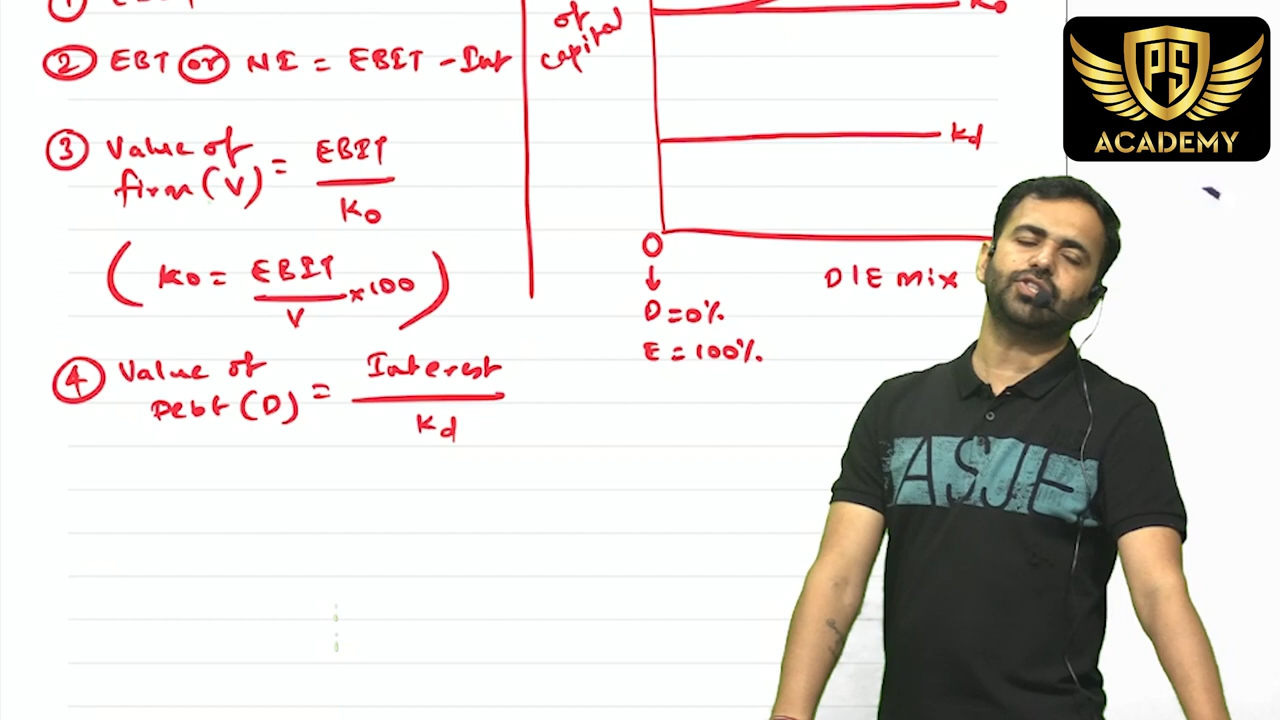 ①
② EBT or NI = EBIT - Int
③ Value of firm (V) = EBIT / Ko
( Ko = EBIT / V × 100 )
④ Value of Debt (D) = Interest / Kd
of capital
Ko
Kd
0
D = 0%
E = 100%
D/E mix
PS
ACADEMY